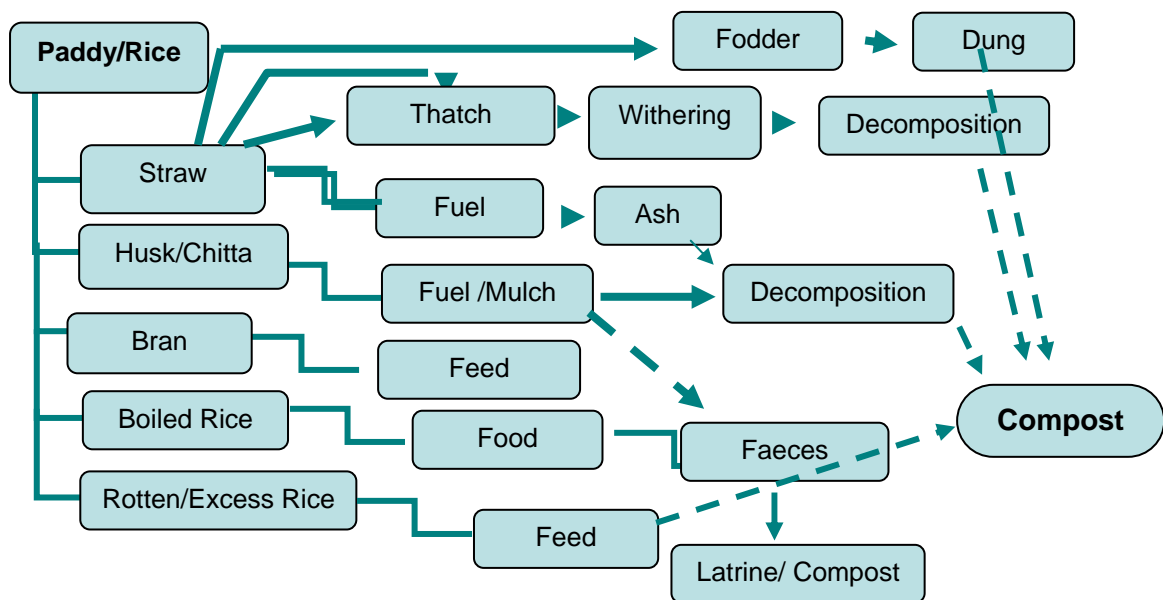 Paddy/Rice
Fodder
Dung
Thatch
Withering
Decomposition
Straw
Fuel
Ash
Husk/Chitta
Fuel /Mulch
Decomposition
Bran
Feed
Boiled Rice
Food
Faeces
Compost
Rotten/Excess Rice
Feed
Latrine/ Compost